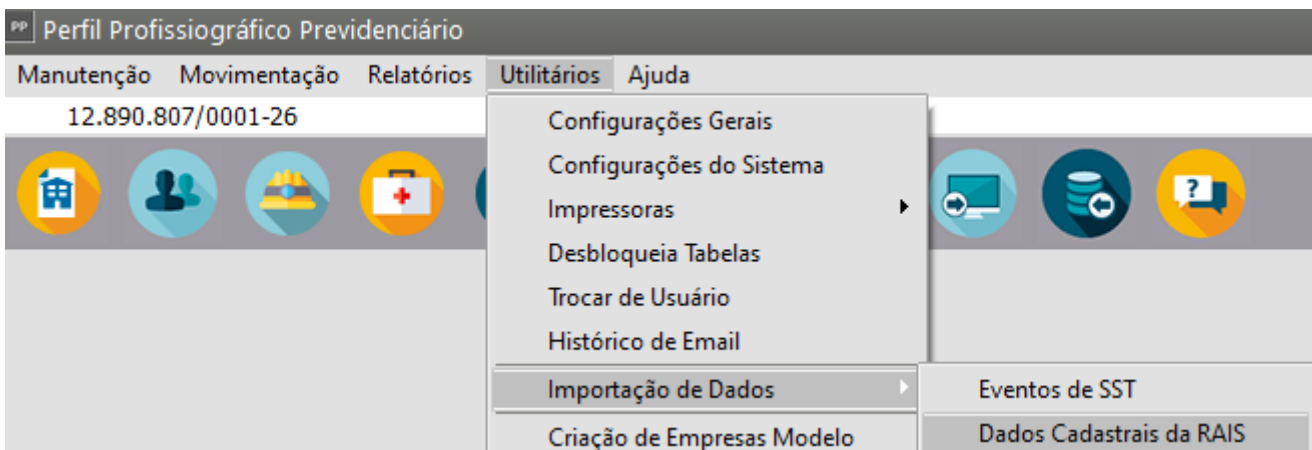 PP Perfil Profissiográfico Previdenciário
Manutenção Movimentação Relatórios Utilitários Ajuda
12.890.807/0001-26
Configurações Gerais
Configurações do Sistema
Impressoras
Desbloqueia Tabelas
Trocar de Usuário
Histórico de Email
Importação de Dados
Eventos de SST
Criação de Empresas Modelo
Dados Cadastrais da RAIS
?